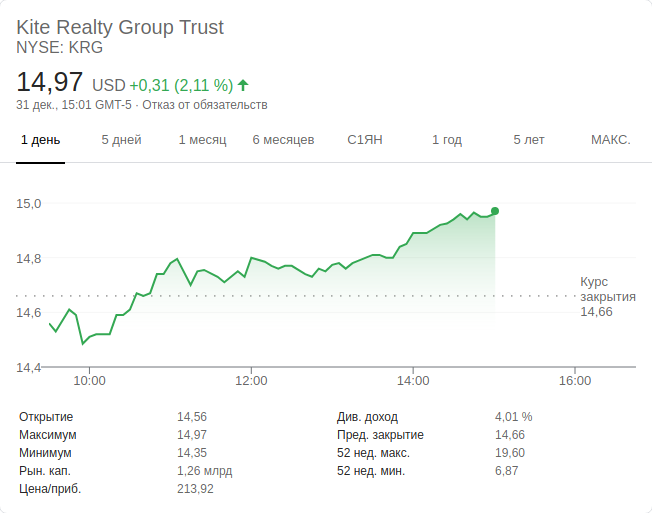 Kite Realty Group Trust
NYSE: KRG
14,97 USD +0,31 (2,11 %)
31 дек., 15:01 GMT-5 · Отказ от обязательств
1 день 5 дней 1 месяц 6 месяцев С1ЯН 1 год 5 лет МАКС.
15,0
14,8
Курс
закрытия
14,66
14,6
14,4
10:00 12:00 14:00 16:00
Открытие 14,56 Див. доход 4,01 %
Максимум 14,97 Пред. закрытие 14,66
Минимум 14,35 52 нед. макс. 19,60
Рын. кап. 1,26 млрд 52 нед. мин. 6,87
Цена/приб. 213,92